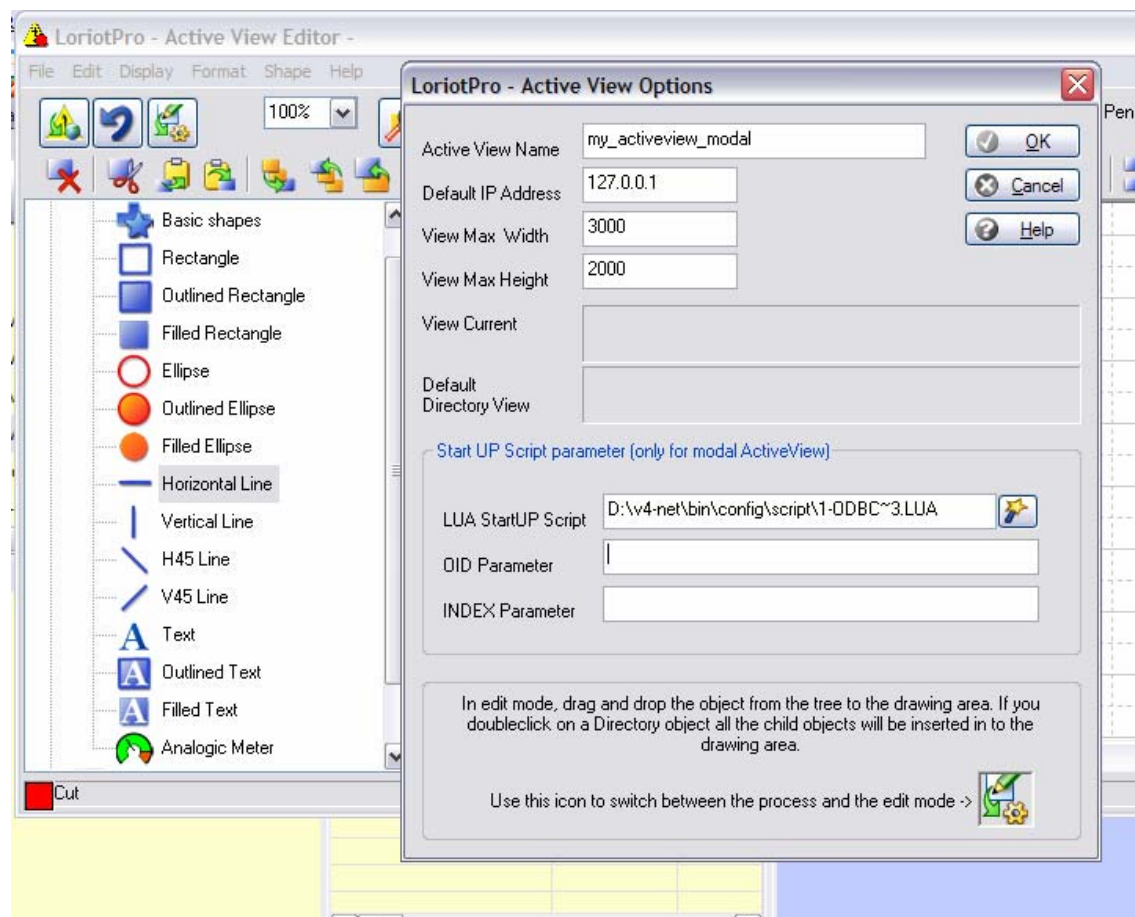 LoriotPro - Active View Editor -
File Edit Display Format Shape Help
100%
Pen
Basic shapes
Rectangle
Outlined Rectangle
Filled Rectangle
Ellipse
Outlined Ellipse
Filled Ellipse
Horizontal Line
Vertical Line
H45 Line
V45 Line
A Text
A Outlined Text
A Filled Text
Analogic Meter
Cut
LoriotPro - Active View Options
Active View Name my_activeview_modal
OK
Default IP Address 127.0.0.1
Cancel
View Max Width 3000
Help
View Max Height 2000
View Current
Default
Directory View
Start UP Script parameter (only for modal ActiveView)
LUA StartUP Script D:\v4-net\bin\config\script\1-ODBC~3.LUA
OID Parameter
INDEX Parameter
In edit mode, drag and drop the object from the tree to the drawing area. If you
doubleclick on a Directory object all the child objects will be inserted in to the
drawing area.
Use this icon to switch between the process and the edit mode ->